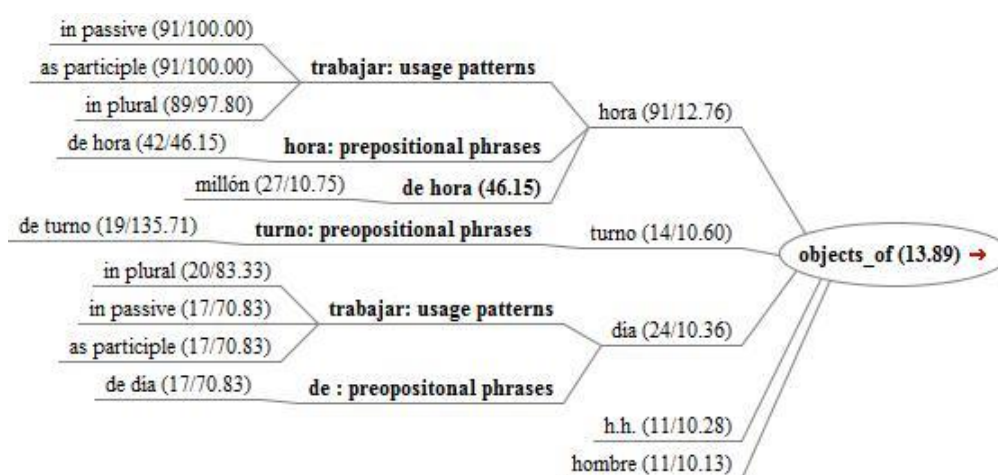 in passive (91/100.00)
as participle (91/100.00)
trabajar: usage patterns
in plural (89/97.80)
hora (91/12.76)
de hora (42/46.15)
hora: prepositional phrases
millón (27/10.75)
de hora (46.15)
de turno (19/135.71)
turno: preopositional phrases
turno (14/10.60)
objects_of (13.89)
in plural (20/83.33)
in passive (17/70.83)
trabajar: usage patterns
as participle (17/70.83)
día (24/10.36)
de día (17/70.83)
de : preopositonal phrases
h.h. (11/10.28)
hombre (11/10.13)